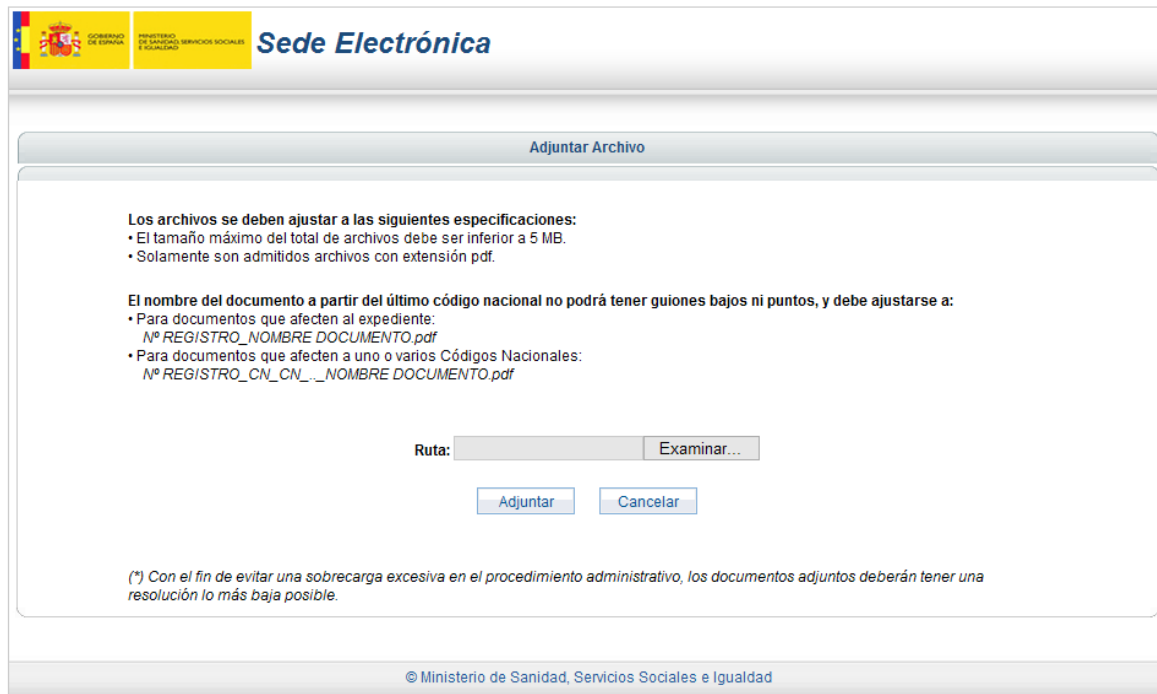 GOBIERNO
DE ESPAÑA
MINISTERIO
DE SANIDAD, SERVICIOS SOCIALES
E IGUALDAD
Sede Electrónica
Adjuntar Archivo
Los archivos se deben ajustar a las siguientes especificaciones:
• El tamaño máximo del total de archivos debe ser inferior a 5 MB.
• Solamente son admitidos archivos con extensión pdf.
El nombre del documento a partir del último código nacional no podrá tener guiones bajos ni puntos, y debe ajustarse a:
• Para documentos que afecten al expediente:
Nº REGISTRO_NOMBRE DOCUMENTO.pdf
• Para documentos que afecten a uno o varios Códigos Nacionales:
Nº REGISTRO_CN_CN_.._NOMBRE DOCUMENTO.pdf
Ruta: Examinar...
Adjuntar Cancelar
(*) Con el fin de evitar una sobrecarga excesiva en el procedimiento administrativo, los documentos adjuntos deberán tener una
resolución lo más baja posible.
© Ministerio de Sanidad, Servicios Sociales e Igualdad